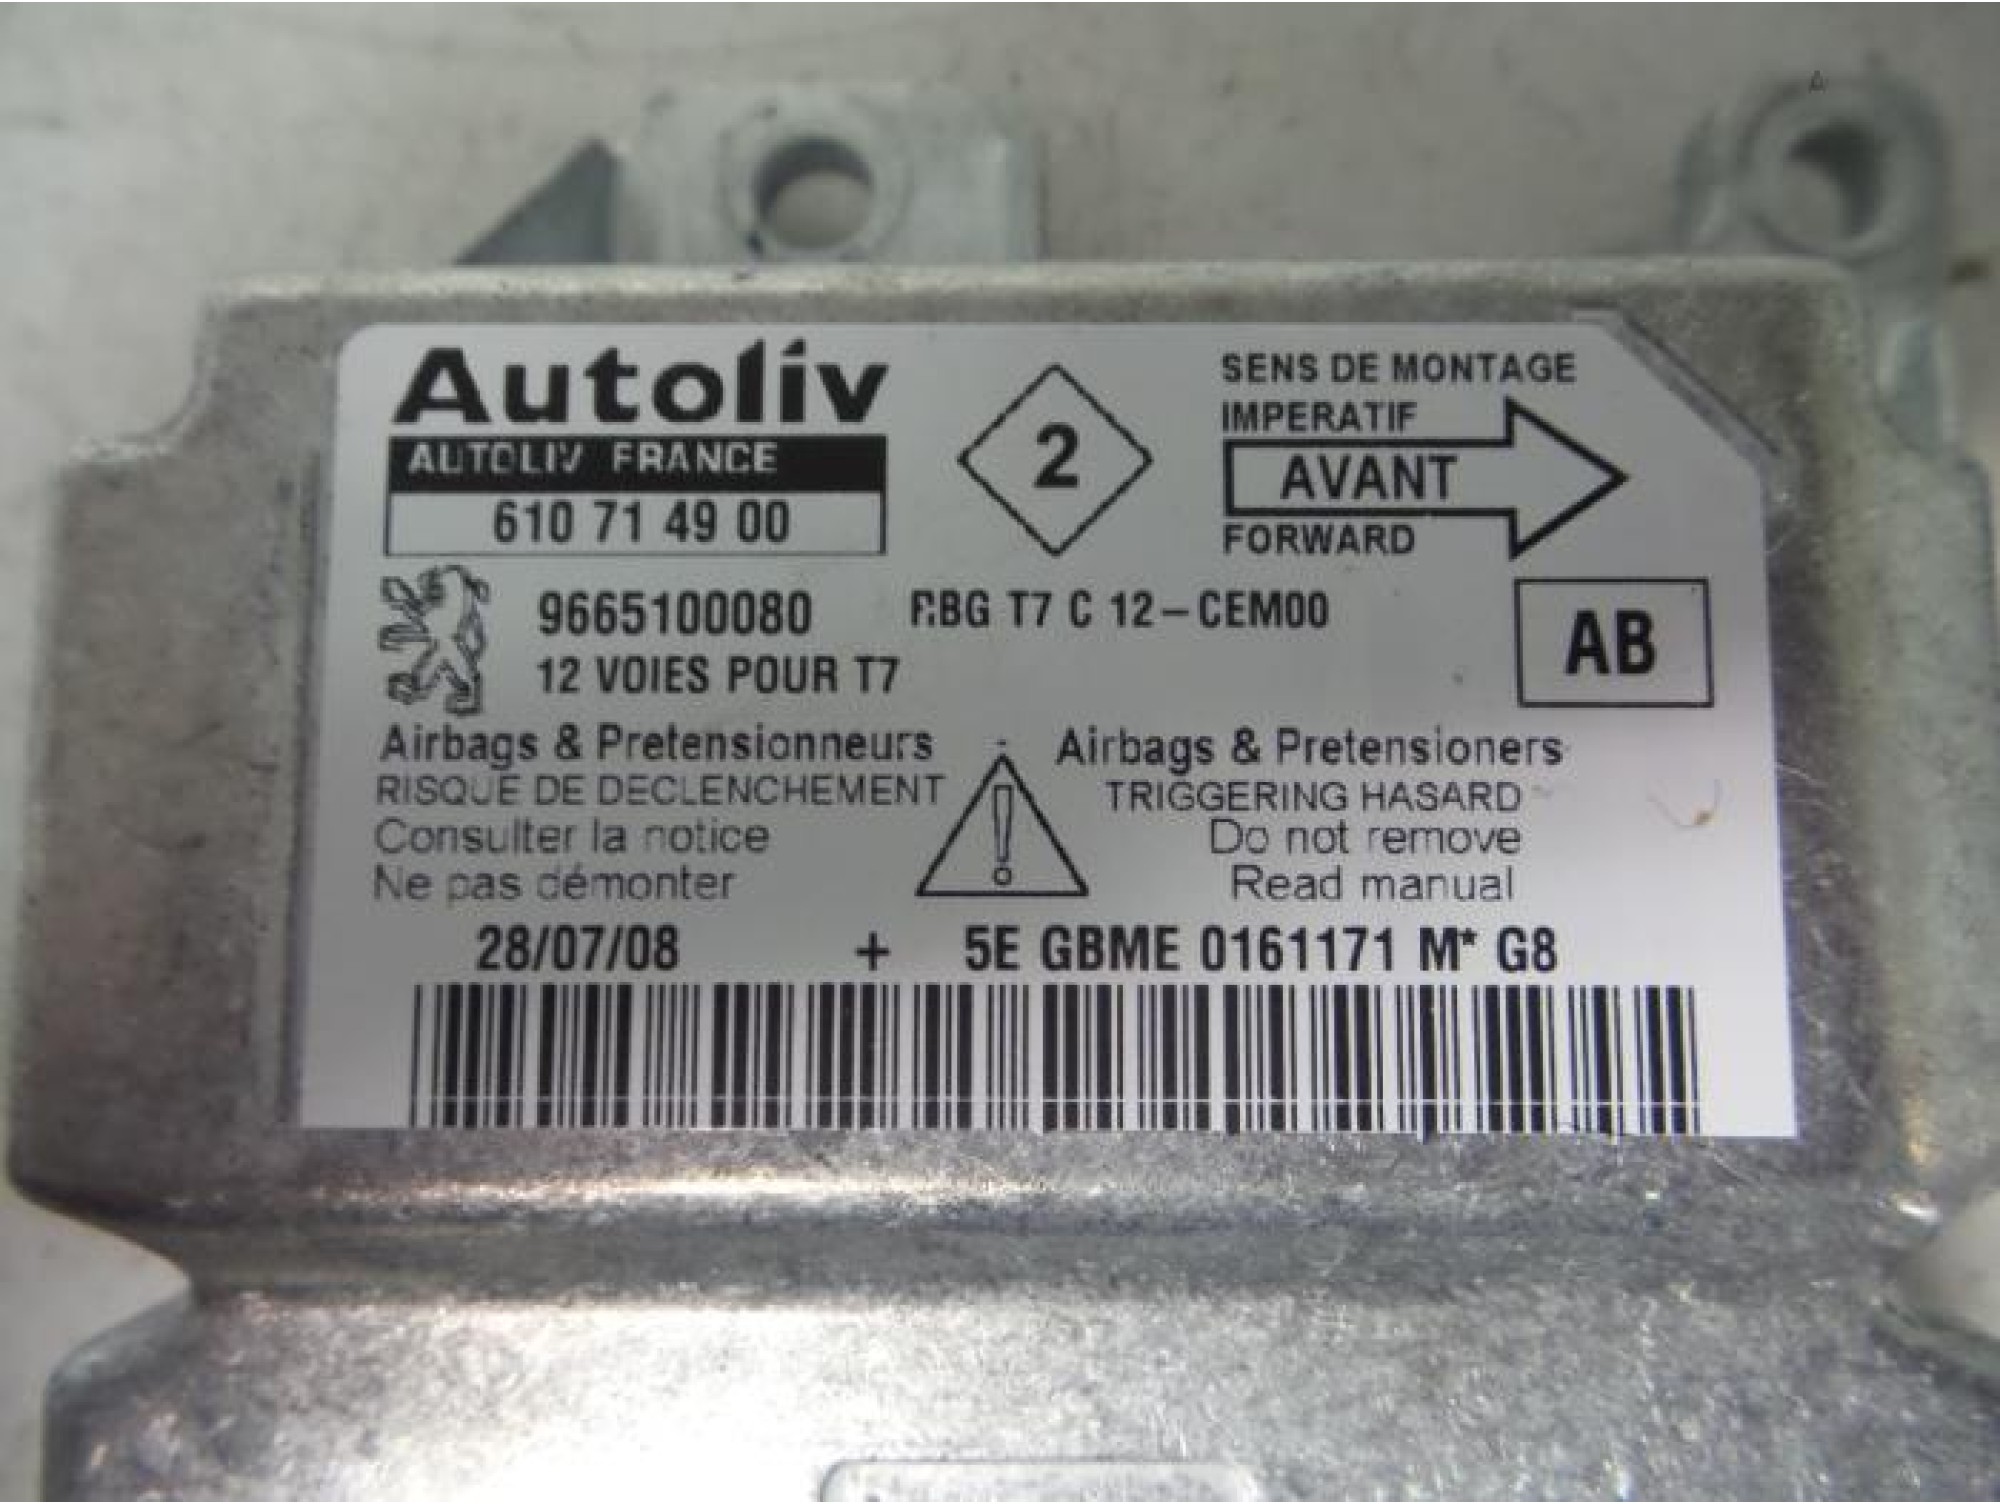 Autoliv
AUTOLIV FRANCE
610 71 49 00
2
SENS DE MONTAGE
IMPERATIF
AVANT
FORWARD
9665100080 RBG T7 C 12-CEM00
12 VOIES POUR T7
AB
Airbags & Pretensionneurs
RISQUE DE DECLENCHEMENT
Consulter la notice
Ne pas démonter
Airbags & Pretensioners
TRIGGERING HASARD
Do not remove
Read manual
28/07/08 + 5E GBME 0161171 M* G8